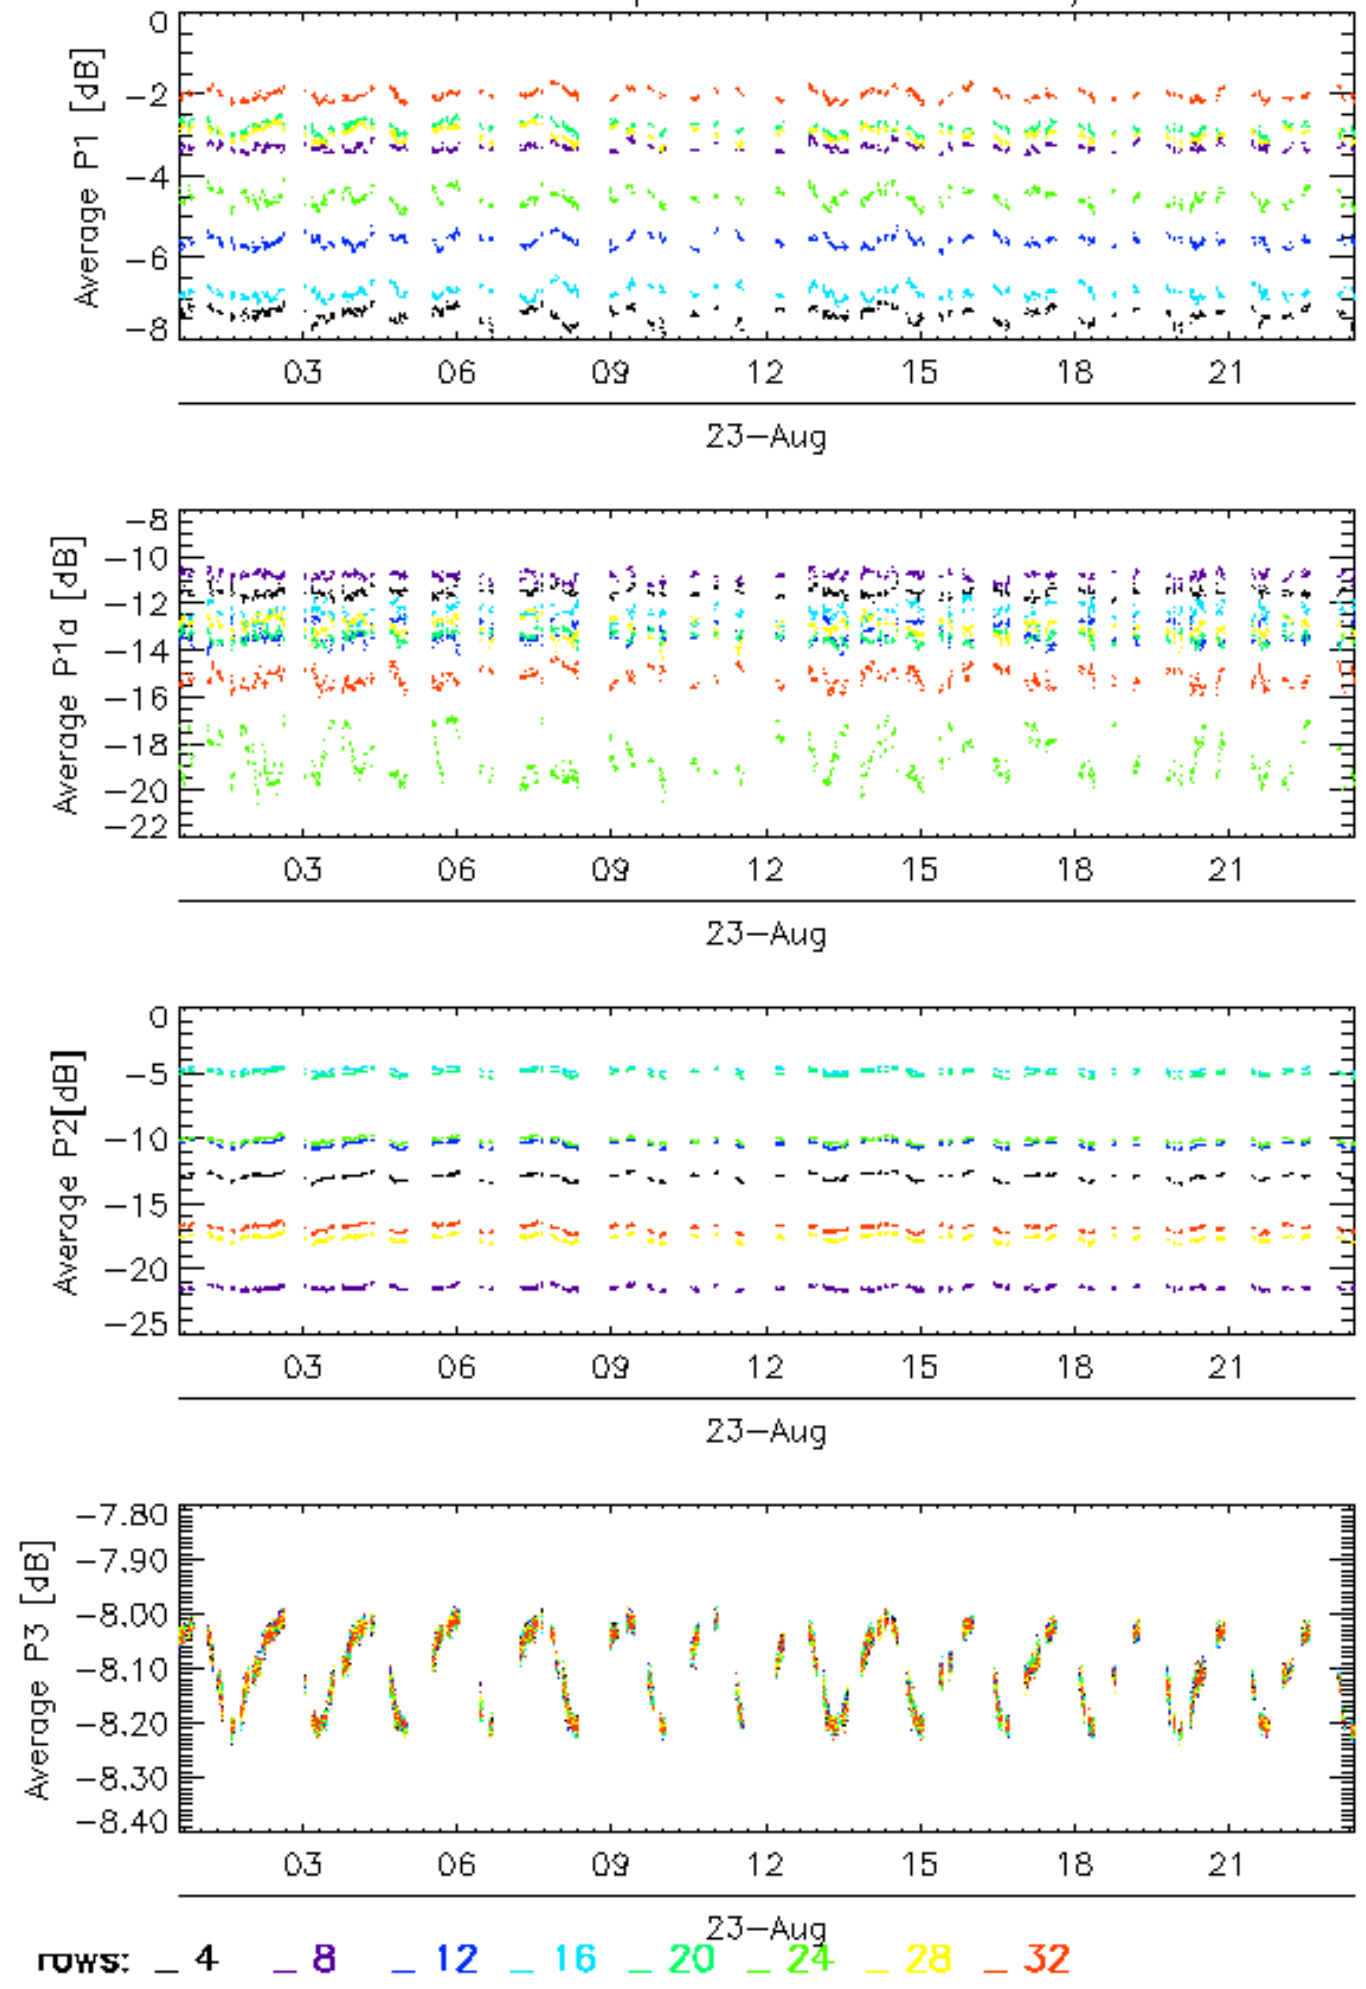 0
-2
-4
-6
-8
Average P1 [dB]
03 06 09 12 15 18 21
23-Aug
-8
-10
-12
-14
-16
-18
-20
-22
Average P1a [dB]
03 06 09 12 15 18 21
23-Aug
0
-5
-10
-15
-20
-25
Average P2[dB]
03 06 09 12 15 18 21
23-Aug
-7.80
-7.90
-8.00
-8.10
-8.20
-8.30
-8.40
Average P3 [dB]
03 06 09 12 15 18 21
23-Aug
rows: _ 4 _ 8 _ 12 _ 16 _ 20 _ 24 _ 28 _ 32